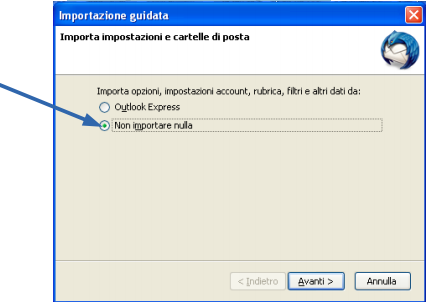 Importazione guidata
Importa impostazioni e cartelle di posta
Importa opzioni, impostazioni account, rubrica, filtri e altri dati da:
Outlook Express
Non importare nulla
< Indietro
Avanti >
Annulla